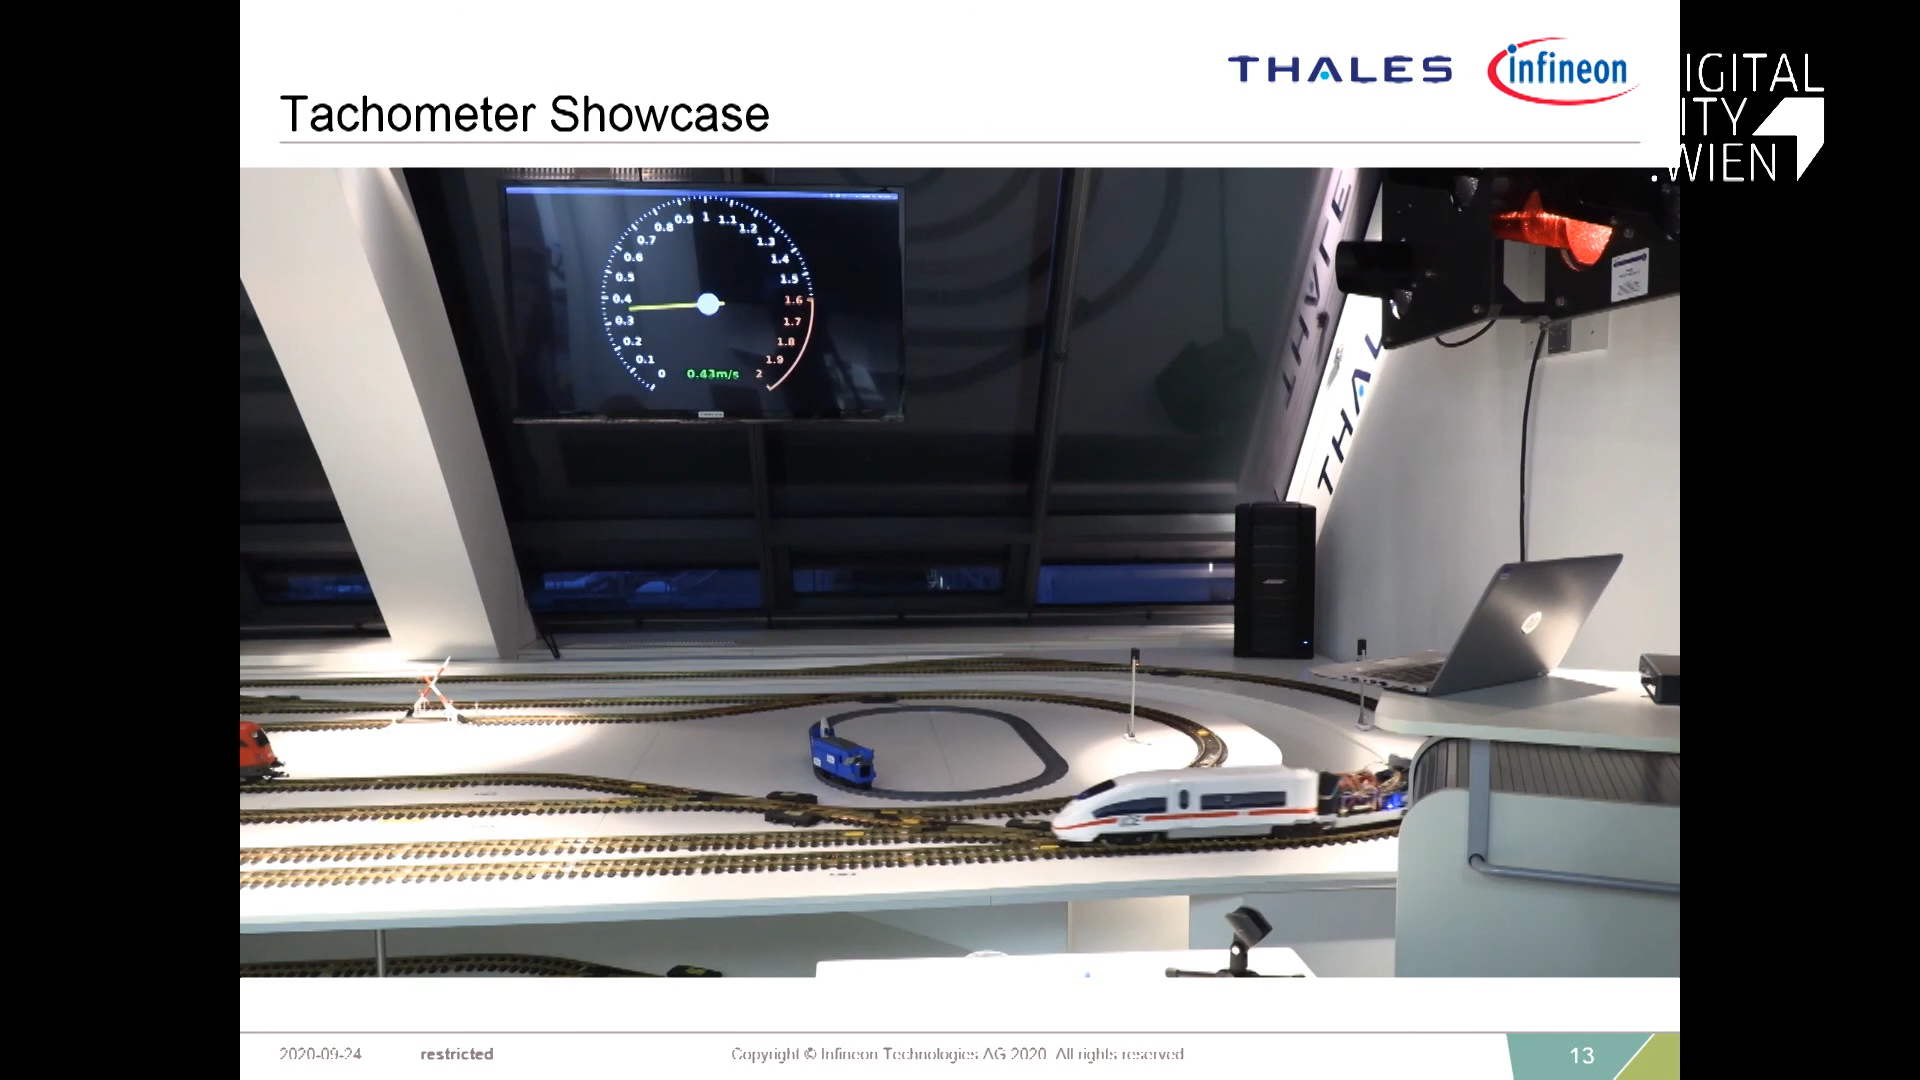 THALES
infineon
IGITAL
ITY
.WIEN
Tachometer Showcase
0.9 1 1.1
0.8 1.2
0.7 1.3
0.6 1.4
0.5 1.5
0.4 1.6
0.3 1.7
0.2 1.8
0.1 1.9
0 0.43m/s 2
THALES
THAL
ICE
2020-09-24 restricted Copyright © Infineon Technologies AG 2020. All rights reserved. 13